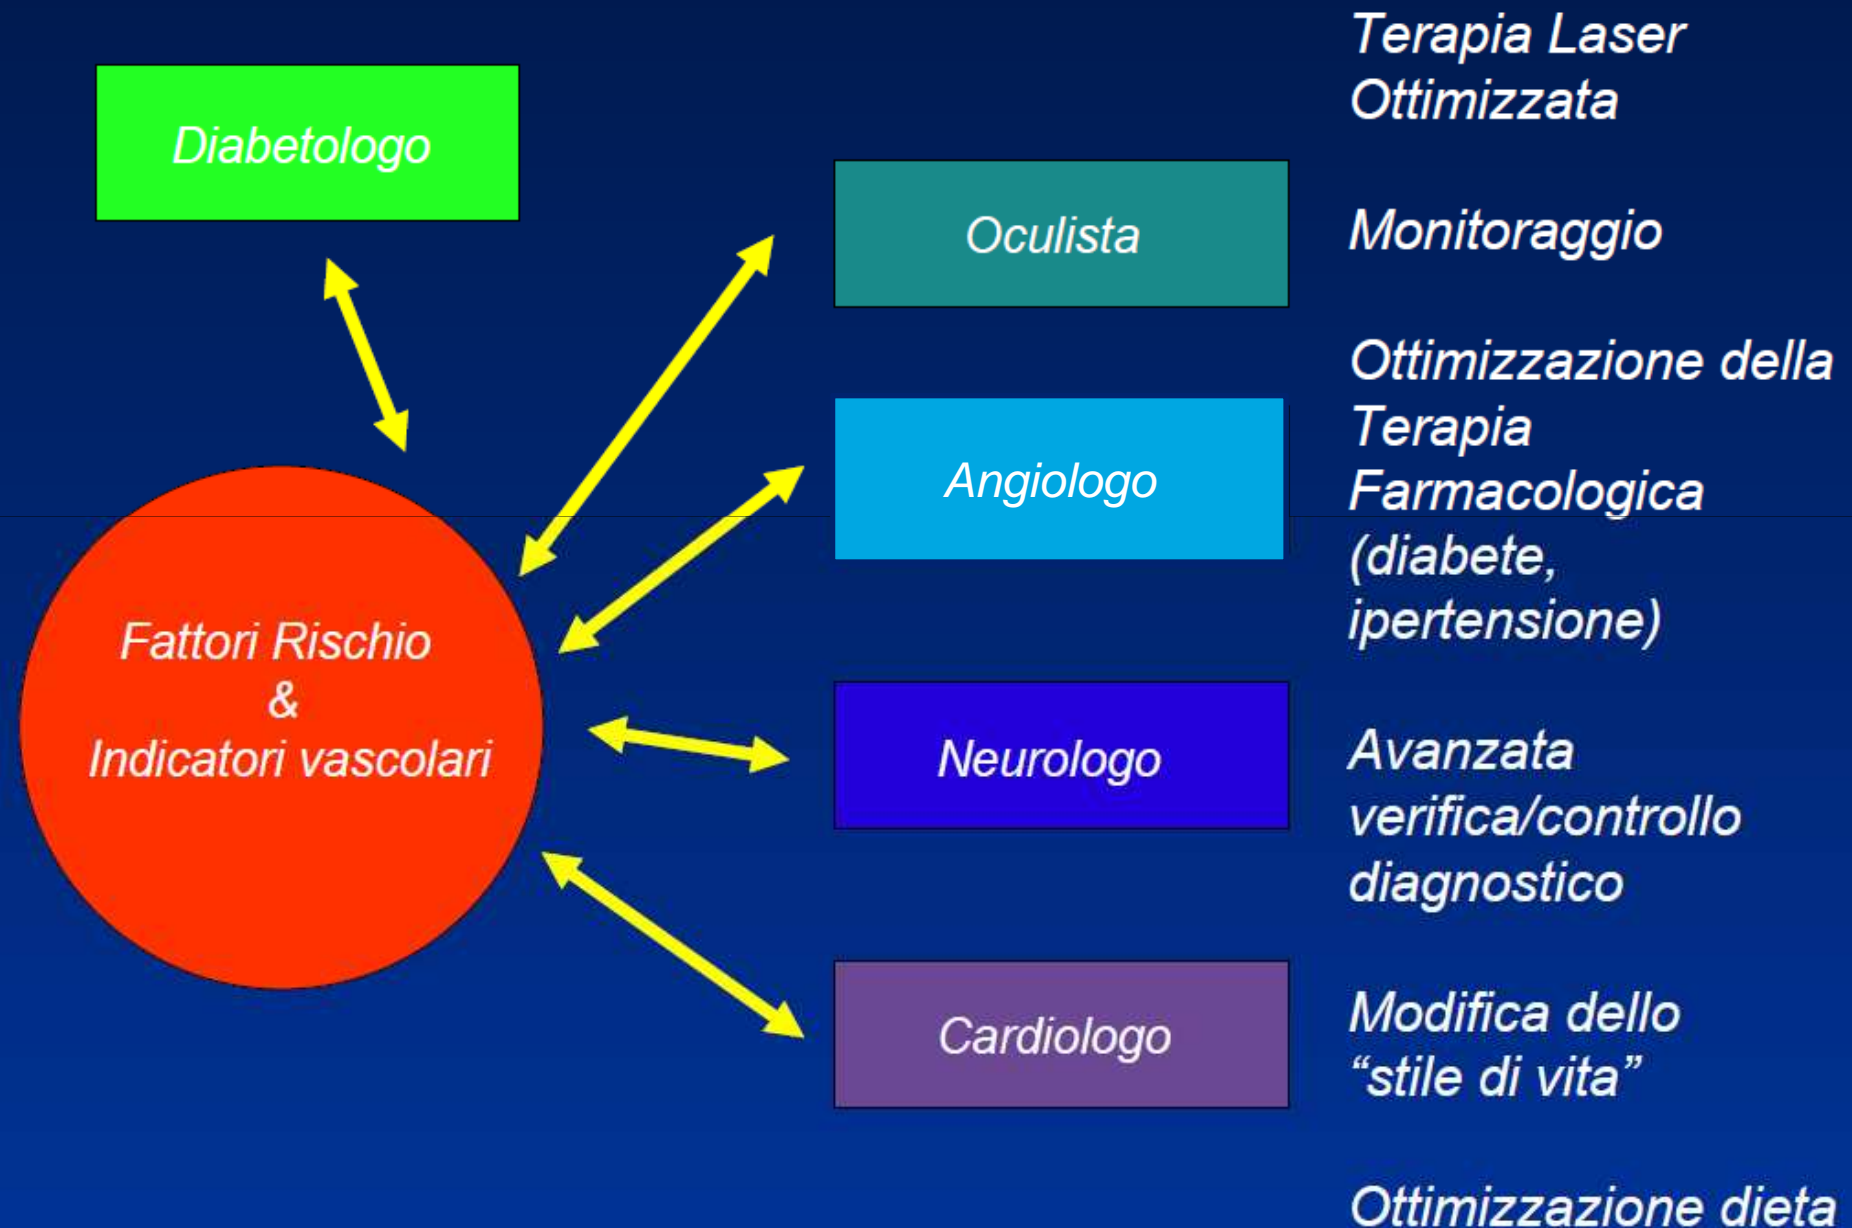 Diabetologo
Fattori Rischio
&
Indicatori vascolari
Oculista
Angiologo
Neurologo
Cardiologo
Terapia Laser
Ottimizzata
Monitoraggio
Ottimizzazione della
Terapia
Farmacologica
(diabete,
ipertensione)
Avanzata
verifica/controllo
diagnostico
Modifica dello
“stile di vita”
Ottimizzazione dieta